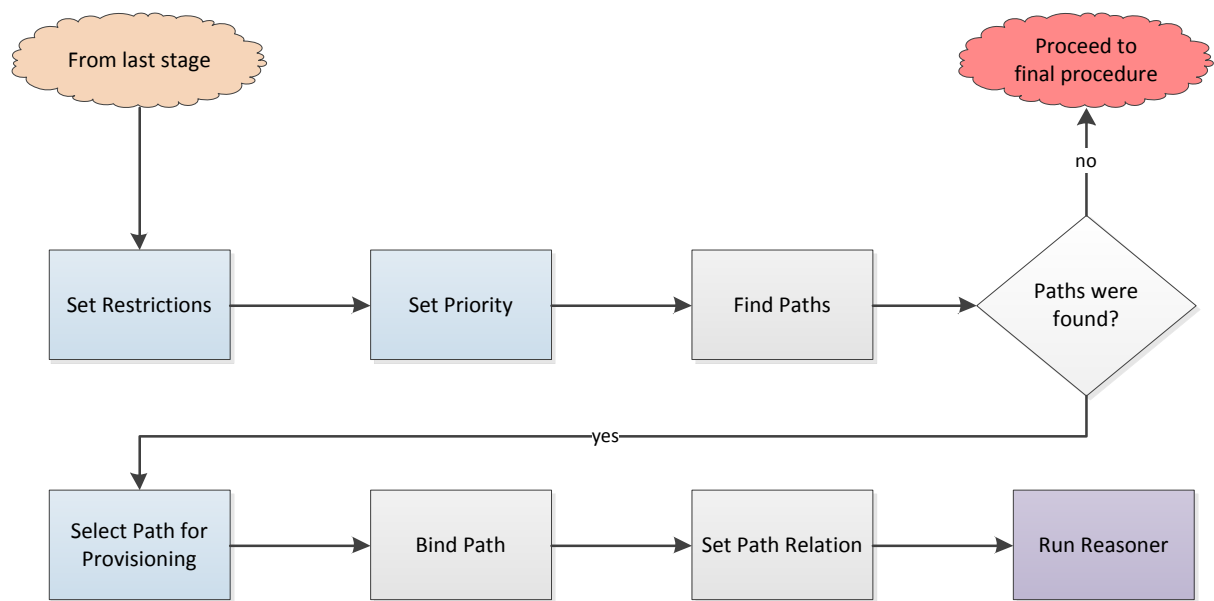 From last stage
Proceed to
final procedure
no
Set Restrictions
Set Priority
Find Paths
Paths were
found?
yes
Select Path for
Provisioning
Bind Path
Set Path Relation
Run Reasoner